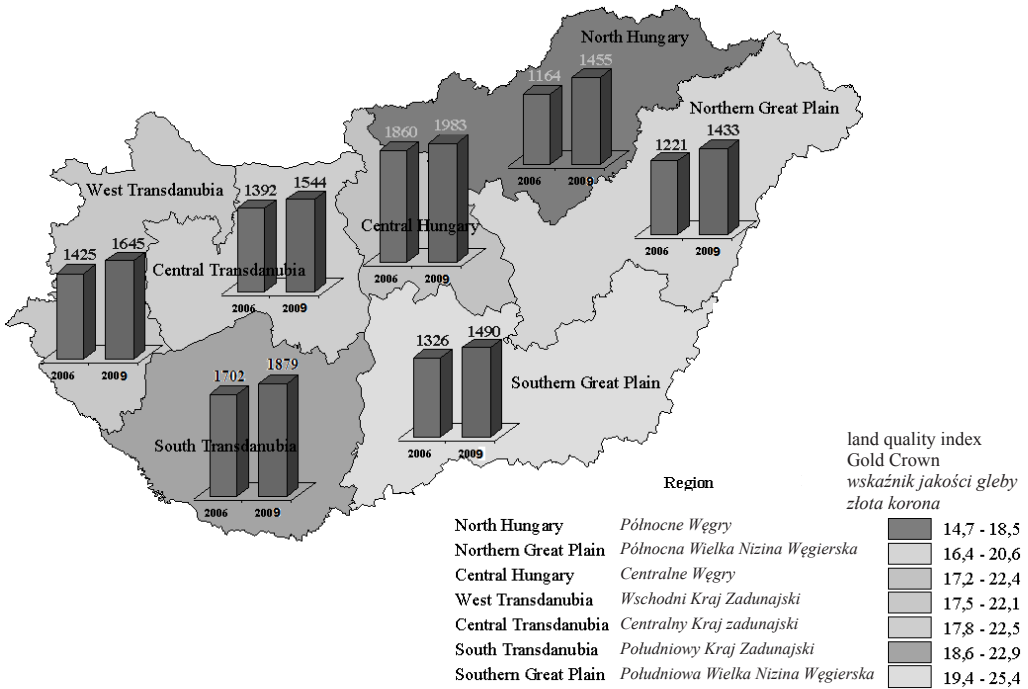 North Hungary
1164 1455
2006 2009
Northern Great Plain
1221 1433
2006 2009
1860 1983
Central Hungary
2006 2009
West Transdanubia
1425 1645
2006 2009
1392 1544
Central Transdanubia
2006 2009
1326 1490
Southern Great Plain
2006 2009
1702 1879
South Transdanubia
2006 2009
land quality index
Gold Crown
wskaźnik jakości gleby
złota korona
Region
North Hungary Północne Węgry 14,7 - 18,5
Northern Great Plain Północna Wielka Nizina Węgierska 16,4 - 20,6
Central Hungary Centralne Węgry 17,2 - 22,4
West Transdanubia Wschodni Kraj Zadunajski 17,5 - 22,1
Central Transdanubia Centralny Kraj zadunajski 17,8 - 22,5
South Transdanubia Południowy Kraj Zadunajski 18,6 - 22,9
Southern Great Plain Południowa Wielka Nizina Węgierska 19,4 - 25,4